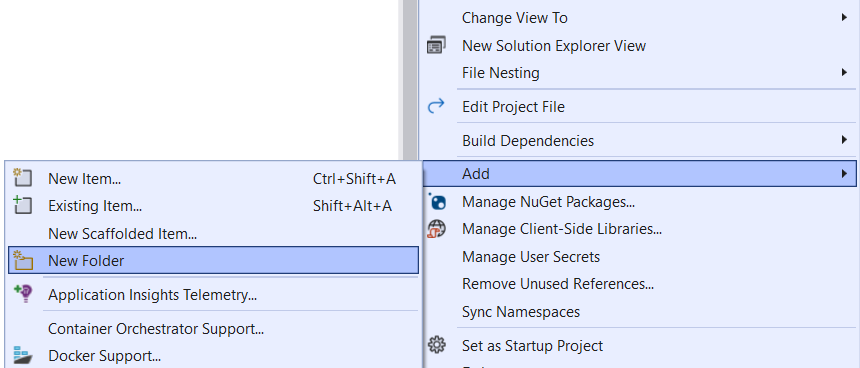 Change View To
New Solution Explorer View
File Nesting
Edit Project File
Build Dependencies
Add
Manage NuGet Packages...
Manage Client-Side Libraries...
Manage User Secrets
Remove Unused References...
Sync Namespaces
Set as Startup Project
New Item... Ctrl+Shift+A
Existing Item... Shift+Alt+A
New Scaffolded Item...
New Folder
Application Insights Telemetry...
Container Orchestrator Support...
Docker Support...